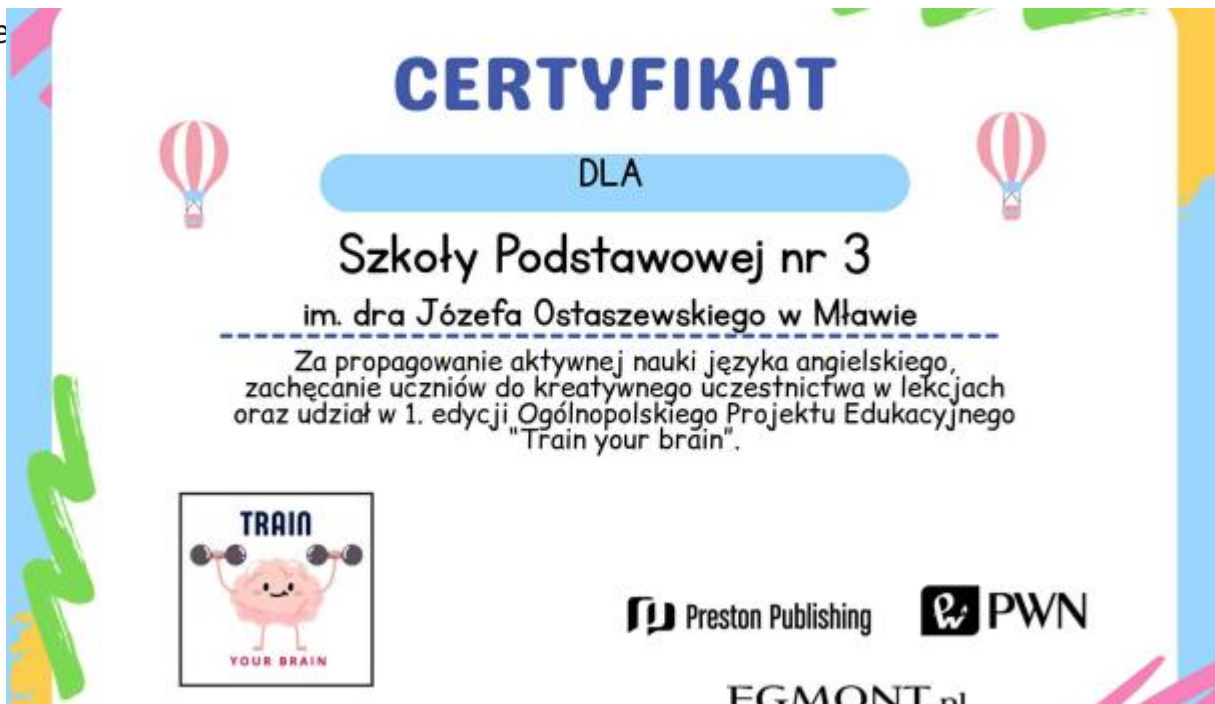 CERTYFIKAT
DLA
Szkoły Podstawowej nr 3
im. dra Józefa Ostaszewskiego w Mławie
Za propagowanie aktywnej nauki języka angielskiego,
zachęcanie uczniów do kreatywnego uczestnictwa w lekcjach
oraz udział w 1. edycji Ogólnopolskiego Projektu Edukacyjnego
"Train your brain".
TRAIN
YOUR BRAIN
Preston Publishing
PWN
EGMONT.pl